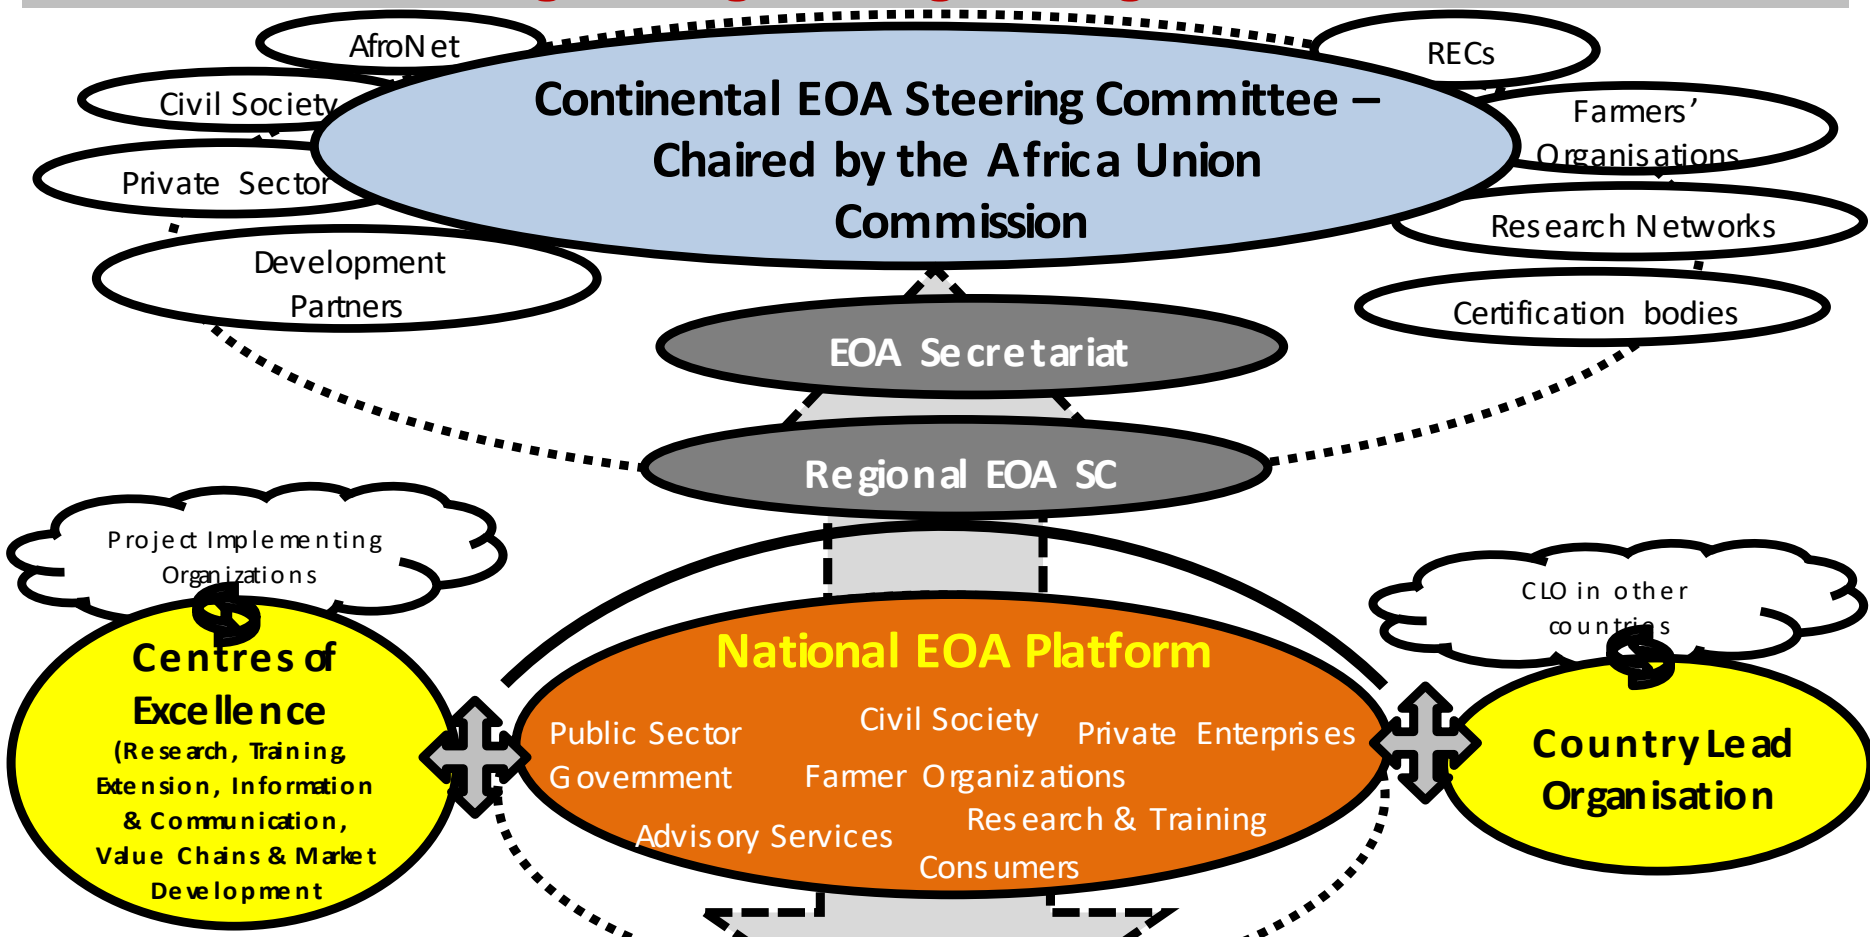 AfroNet
RECs
Civil Society
Continental EOA Steering Committee –
Chaired by the Africa Union
Commission
Farmers’
Organisations
Private Sector
Research Networks
Development
Partners
Certification bodies
EOA Secretariat
Regional EOA SC
Project Implementing
Organizations
CLO in other
countries
Centres of
Excellence
(Research, Training,
Extension, Information
& Communication,
Value Chains & Market
Development
National EOA Platform
Public Sector
Government
Civil Society
Private Enterprises
Farmer Organizations
Advisory Services
Research & Training
Consumers
Country Lead
Organisation